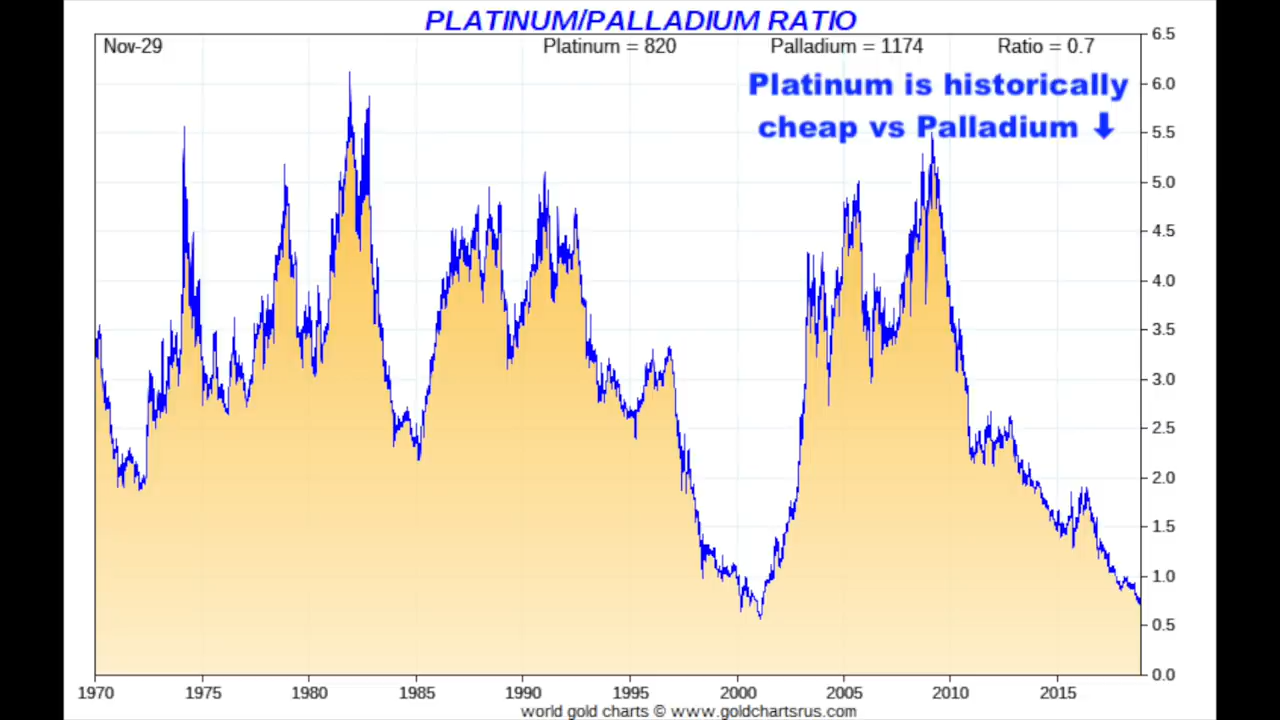 PLATINUM/PALLADIUM RATIO
Nov-29 Platinum = 820 Palladium = 1174 Ratio = 0.7
Platinum is historically
cheap vs Palladium ⬇
6.5
6.0
5.5
5.0
4.5
4.0
3.5
3.0
2.5
2.0
1.5
1.0
0.5
0.0
1970 1975 1980 1985 1990 1995 2000 2005 2010 2015
world gold charts © www.goldchartsrus.com